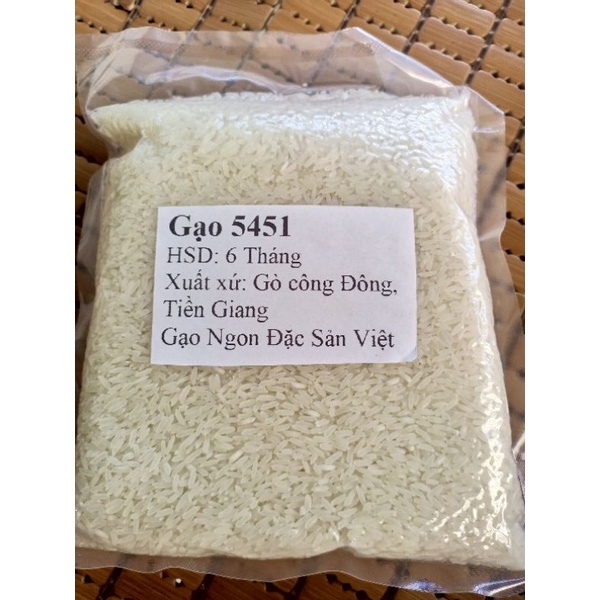 Gạo 5451
HSD: 6 Tháng
Xuất xứ: Gò công Đông,
Tiền Giang
Gạo Ngon Đặc Sản Việt